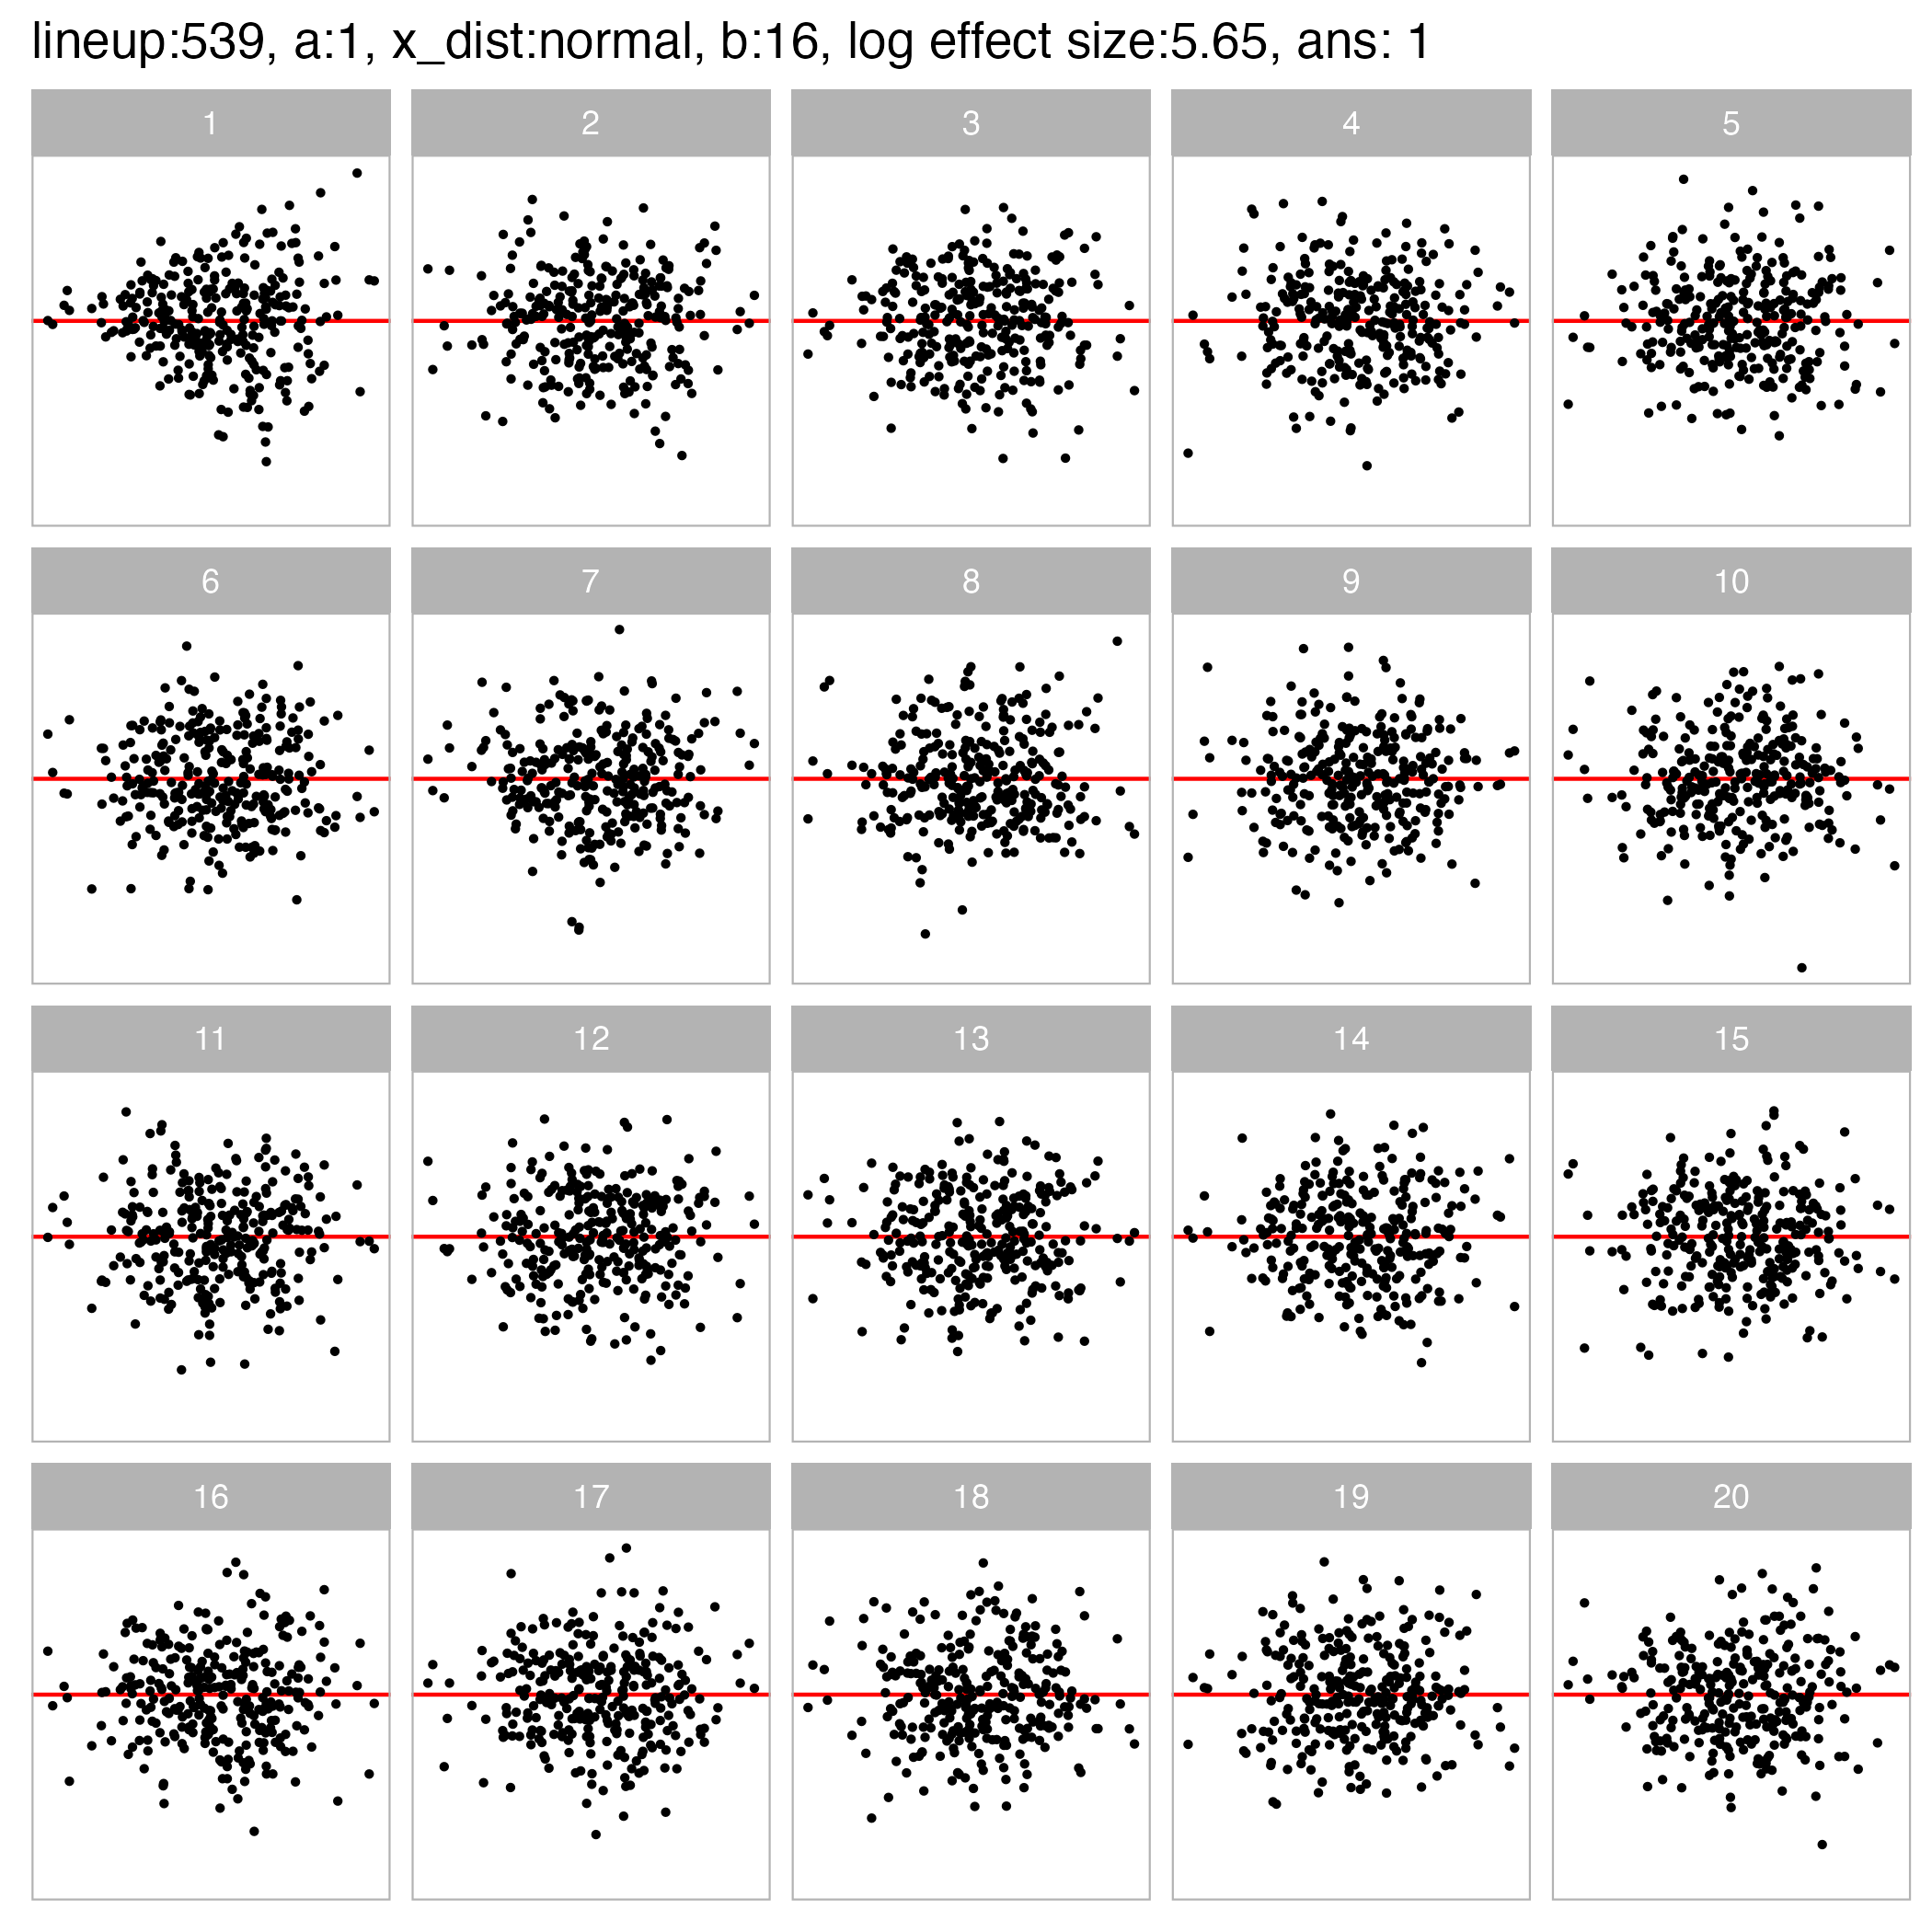 lineup:539, a:1, x_dist:normal, b:16, log effect size:5.65, ans: 1
1 2 3 4 5
6 7 8 9 10
11 12 13 14 15
16 17 18 19 20